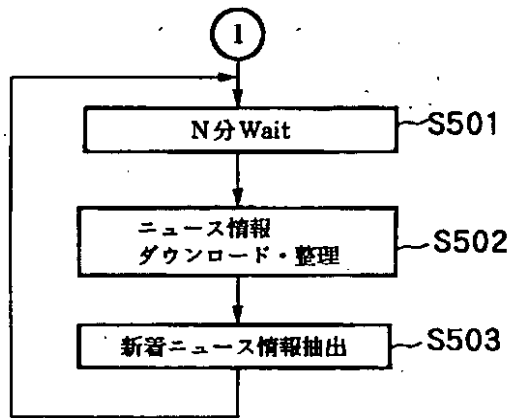 1
N分Wait
S501
ニュース情報
ダウンロード・整理
S502
新着ニュース情報抽出
S503